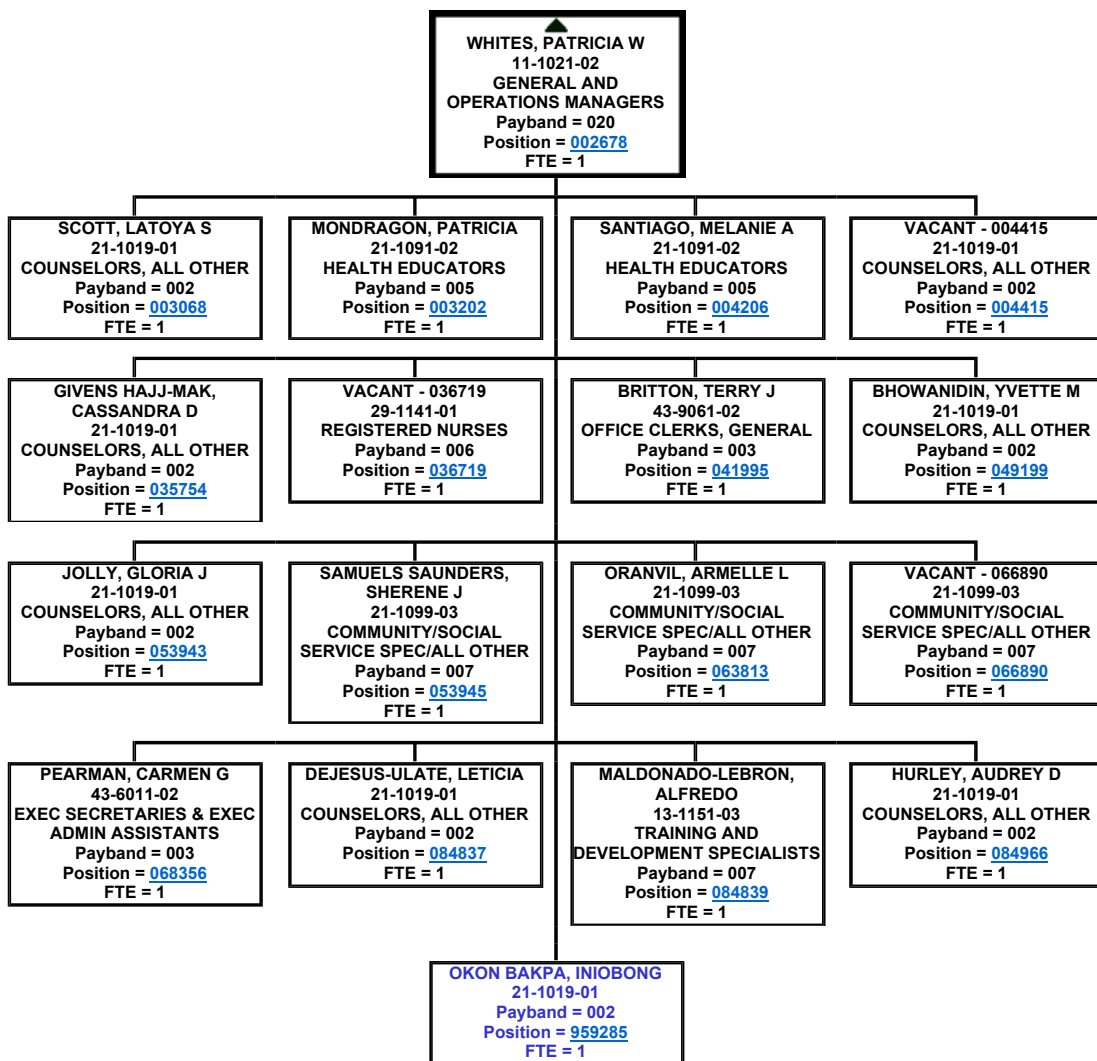 WHITES, PATRICIA W
11-1021-02
GENERAL AND
OPERATIONS MANAGERS
Payband = 020
Position = 002678
FTE = 1
SCOTT, LATOYA S
21-1019-01
COUNSELORS, ALL OTHER
Payband = 002
Position = 003068
FTE = 1
MONDRAGON, PATRICIA
21-1091-02
HEALTH EDUCATORS
Payband = 005
Position = 003202
FTE = 1
SANTIAGO, MELANIE A
21-1091-02
HEALTH EDUCATORS
Payband = 005
Position = 004206
FTE = 1
VACANT - 004415
21-1019-01
COUNSELORS, ALL OTHER
Payband = 002
Position = 004415
FTE = 1
GIVENS HAJJ-MAK,
CASSANDRA D
21-1019-01
COUNSELORS, ALL OTHER
Payband = 002
Position = 035754
FTE = 1
VACANT - 036719
29-1141-01
REGISTERED NURSES
Payband = 006
Position = 036719
FTE = 1
BRITTON, TERRY J
43-9061-02
OFFICE CLERKS, GENERAL
Payband = 003
Position = 041995
FTE = 1
BHOWANIDIN, YVETTE M
21-1019-01
COUNSELORS, ALL OTHER
Payband = 002
Position = 049199
FTE = 1
JOLLY, GLORIA J
21-1019-01
COUNSELORS, ALL OTHER
Payband = 002
Position = 053943
FTE = 1
SAMUELS SAUNDERS,
SHERENE J
21-1099-03
COMMUNITY/SOCIAL
SERVICE SPEC/ALL OTHER
Payband = 007
Position = 053945
FTE = 1
ORANVIL, ARMELLE L
21-1099-03
COMMUNITY/SOCIAL
SERVICE SPEC/ALL OTHER
Payband = 007
Position = 063813
FTE = 1
VACANT - 066890
21-1099-03
COMMUNITY/SOCIAL
SERVICE SPEC/ALL OTHER
Payband = 007
Position = 066890
FTE = 1
PEARMAN, CARMEN G
43-6011-02
EXEC SECRETARIES & EXEC
ADMIN ASSISTANTS
Payband = 003
Position = 068356
FTE = 1
DEJESUS-ULATE, LETICIA
21-1019-01
COUNSELORS, ALL OTHER
Payband = 002
Position = 084837
FTE = 1
MALDONADO-LEBRON,
ALFREDO
13-1151-03
TRAINING AND
DEVELOPMENT SPECIALISTS
Payband = 007
Position = 084839
FTE = 1
HURLEY, AUDREY D
21-1019-01
COUNSELORS, ALL OTHER
Payband = 002
Position = 084966
FTE = 1
OKON BAKPA, INIOBONG
21-1019-01
Payband = 002
Position = 959285
FTE = 1